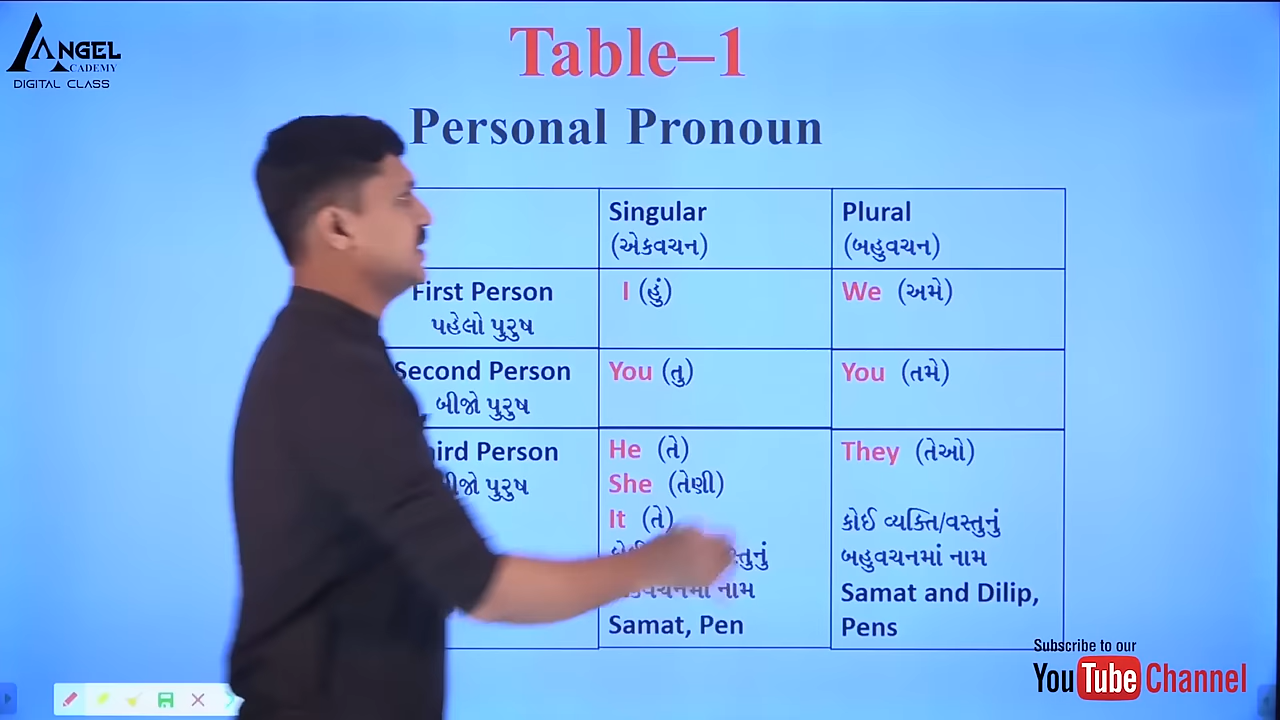 ANGEL
ACADEMY
DIGITAL CLASS
Table–1
Personal Pronoun
Singular
(એકવચન)
Plural
(બહુવચન)
First Person
પહેલો પુરુષ
I (હું)
We (અમે)
Second Person
બીજો પુરુષ
You (તુ)
You (તમે)
Person
પુરુષ
He (તે)
She (તેણી)
It (તે)
નામ
Samat, Pen
They (તેઓ)
કોઈ વ્યક્તિ/વસ્તુનું
બહુવચનમાં નામ
Samat and Dilip,
Pens
Subscribe to our
YouTube Channel